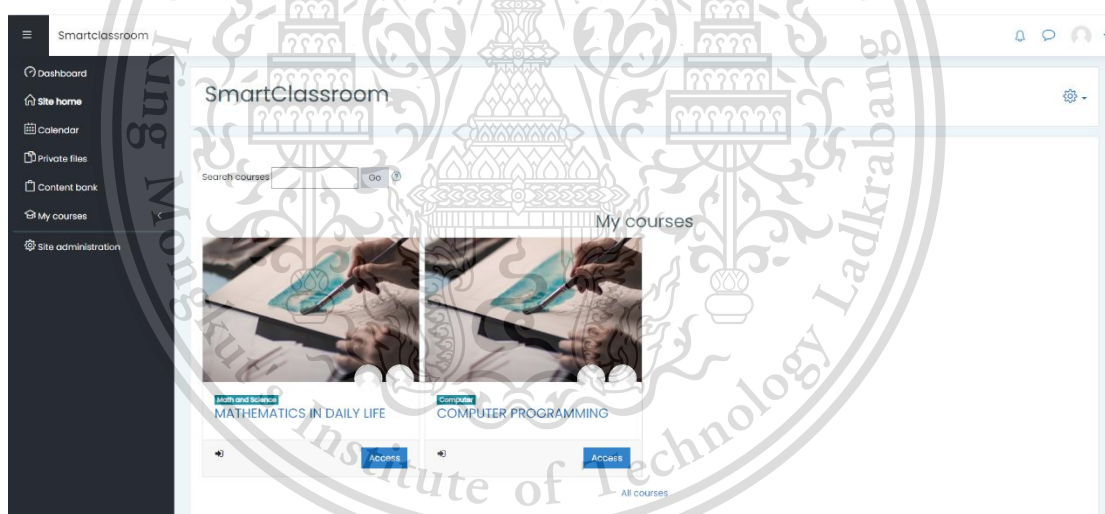 Smartclassroom
Dashboard
Site home
Calendar
Private files
Content bank
My courses
Site administration
SmartClassroom
Search courses
Go
My courses
Math and Science
MATHEMATICS IN DAILY LIFE
Access
Computer
COMPUTER PROGRAMMING
Access
All courses
King Mongkut's Institute of Technology Ladkrabang